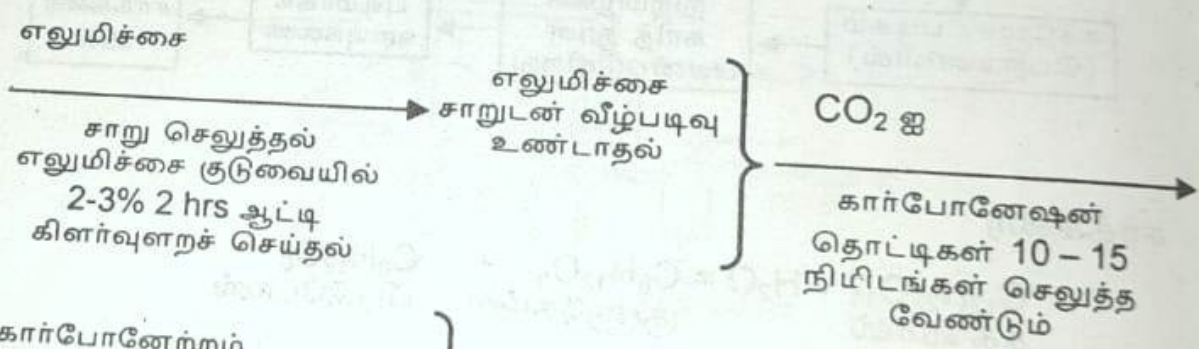 எலுமிச்சை
சாறு செலுத்தல்
எலுமிச்சை குடுவையில்
2-3% 2 hrs ஆட்டி
கிளர்வுளறச் செய்தல்
எலுமிச்சை
சாறுடன் வீழ்படிவு
உண்டாதல்
CO₂ ஐ
கார்போனேஷன்
தொட்டிகள் 10 – 15
நிமிடங்கள் செலுத்த
வேண்டும்
கார்போனேற்றம்